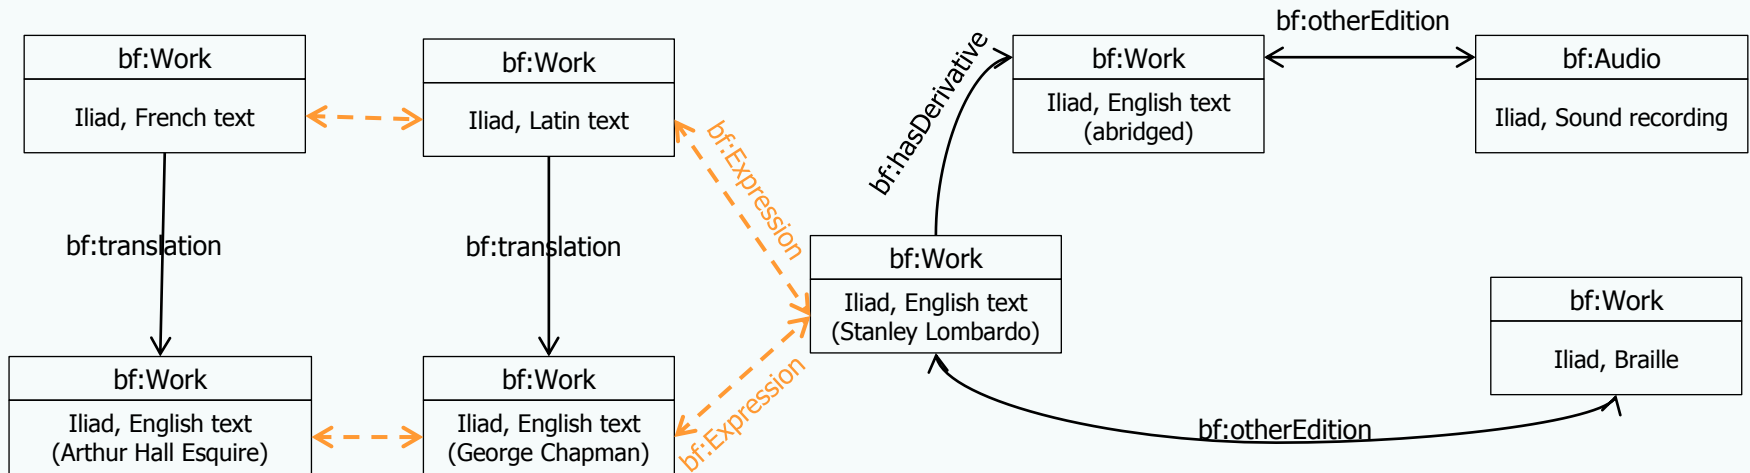 bf:otherEdition
bf:Work
Iliad, French text
bf:Work
Iliad, Latin text
bf:Expression
bf:hasDerivative
bf:Work
Iliad, English text
(abridged)
bf:Audio
Iliad, Sound recording
bf:translation
bf:translation
bf:Work
Iliad, English text
(Stanley Lombardo)
bf:Work
Iliad, Braille
bf:Work
Iliad, English text
(Arthur Hall Esquire)
bf:Work
Iliad, English text
(George Chapman)
bf:Expression
bf:otherEdition